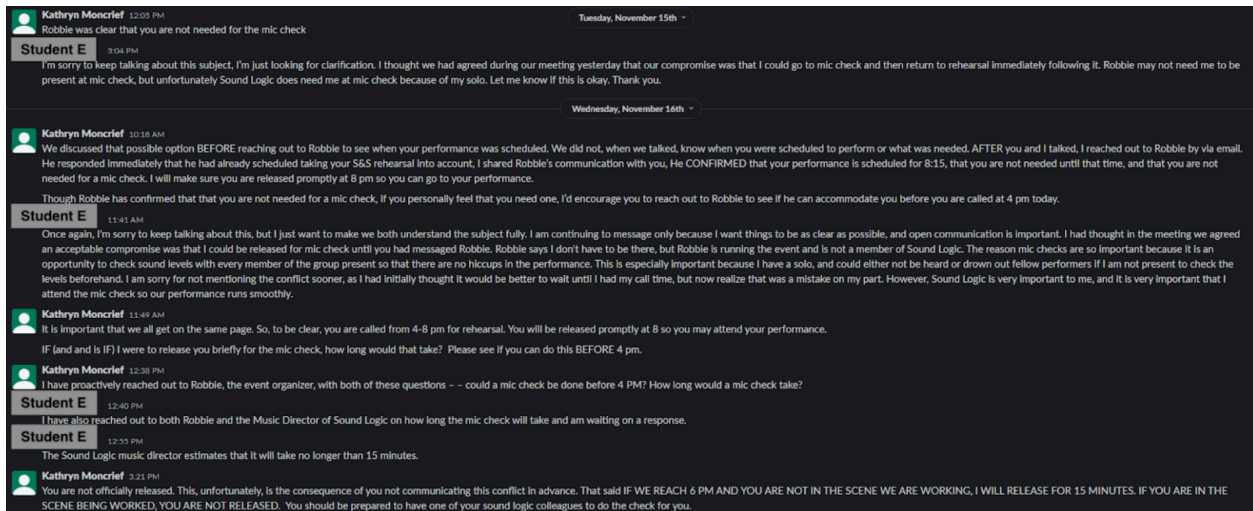 Kathryn Moncrief 12:05 PM
Tuesday, November 15th
Robbie was clear that you are not needed for the mic check
Student E 3:04 PM
I'm sorry to keep talking about this subject, I'm just looking for clarification. I thought we had agreed during our meeting yesterday that our compromise was that I could go to mic check and then return to rehearsal immediately following it. Robbie may not need me to be
present at mic check, but unfortunately Sound Logic does need me at mic check because of my solo. Let me know if this is okay. Thank you.
Wednesday, November 16th
Kathryn Moncrief 10:18 AM
We discussed that possible option BEFORE reaching out to Robbie to see when your performance was scheduled. We did not, when we talked, know when you were scheduled to perform or what was needed. AFTER you and I talked, I reached out to Robbie by via email.
He responded immediately that he had already scheduled taking your S&S rehearsal into account, I shared Robbie's communication with you, He CONFIRMED that your performance is scheduled for 8:15, that you are not needed until that time, and that you are not
needed for a mic check. I will make sure you are released promptly at 8 pm so you can go to your performance.
Though Robbie has confirmed that that you are not needed for a mic check, if you personally feel that you need one, I'd encourage you to reach out to Robbie to see if he can accommodate you before you are called at 4 pm today.
Student E 11:41 AM
Once again, I'm sorry to keep talking about this, but I just want to make we both understand the subject fully. I am continuing to message only because I want things to be as clear as possible, and open communication is important. I had thought in the meeting we agreed
an acceptable compromise was that I could be released for mic check until you had messaged Robbie. Robbie says I don't have to be there, but Robbie is running the event and is not a member of Sound Logic. The reason mic checks are so important because it is an
opportunity to check sound levels with every member of the group present so that there are no hiccups in the performance. This is especially important because I have a solo, and could either not be heard or drown out fellow performers if I am not present to check the
levels beforehand. I am sorry for not mentioning the conflict sooner, as I had initially thought it would be better to wait until I had my call time, but now realize that was a mistake on my part. However, Sound Logic is very important to me, and it is very important that I
attend the mic check so our performance runs smoothly.
Kathryn Moncrief 11:49 AM
It is important that we all get on the same page. So, to be clear, you are called from 4-8 pm for rehearsal. You will be released promptly at 8 so you may attend your performance.
IF (and and is IF) I were to release you briefly for the mic check, how long would that take? Please see if you can do this BEFORE 4 pm.
Kathryn Moncrief 12:38 PM
I have proactively reached out to Robbie, the event organizer, with both of these questions – – could a mic check be done before 4 PM? How long would a mic check take?
Student E 12:40 PM
I have also reached out to both Robbie and the Music Director of Sound Logic on how long the mic check will take and am waiting on a response.
Student E 12:55 PM
The Sound Logic music director estimates that it will take no longer than 15 minutes.
Kathryn Moncrief 3:21 PM
You are not officially released. This, unfortunately, is the consequence of you not communicating this conflict in advance. That said IF WE REACH 6 PM AND YOU ARE NOT IN THE SCENE WE ARE WORKING, I WILL RELEASE FOR 15 MINUTES. IF YOU ARE IN THE
SCENE BEING WORKED, YOU ARE NOT RELEASED. You should be prepared to have one of your sound logic colleagues to do the check for you.